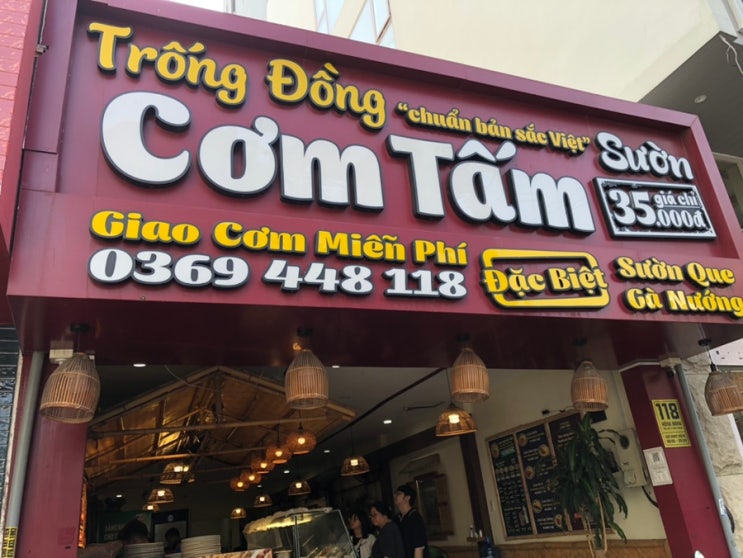 Trống Đồng
"chuẩn bản sắc Việt"
Cơm Tấm
Sườn
giá chỉ
35.000đ
Giao Cơm Miễn Phí
0369 448 118
Đặc Biệt
Sườn Que
Gà Nướng
118